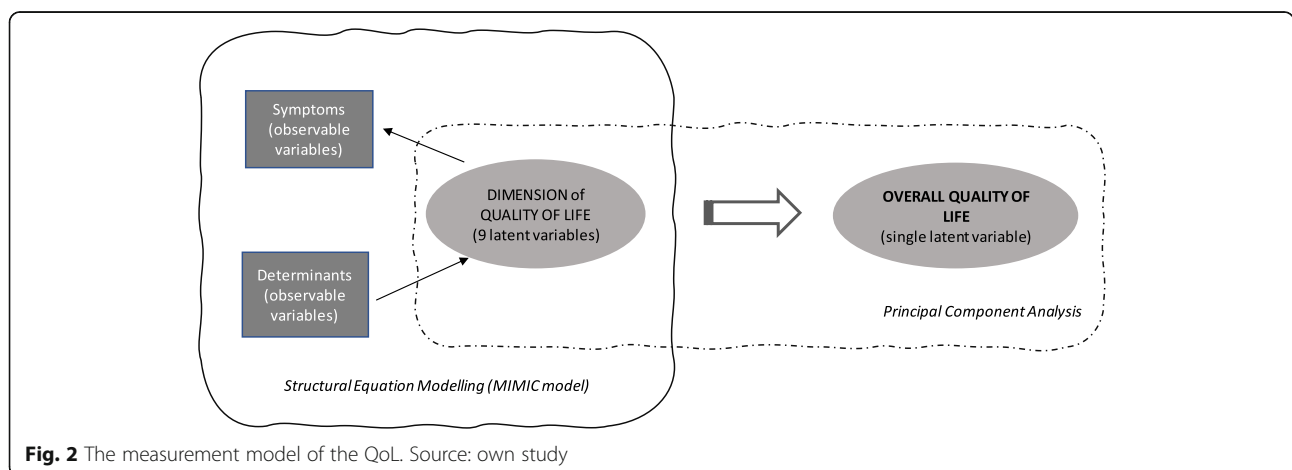 Symptoms
(observable
variables)
DIMENSION of
QUALITY OF LIFE
(9 latent variables)
OVERALL QUALITY OF
LIFE
(single latent variable)
Determinants
(observable
variables)
Principal Component Analysis
Structural Equation Modelling (MIMIC model)
Fig. 2 The measurement model of the QoL. Source: own study